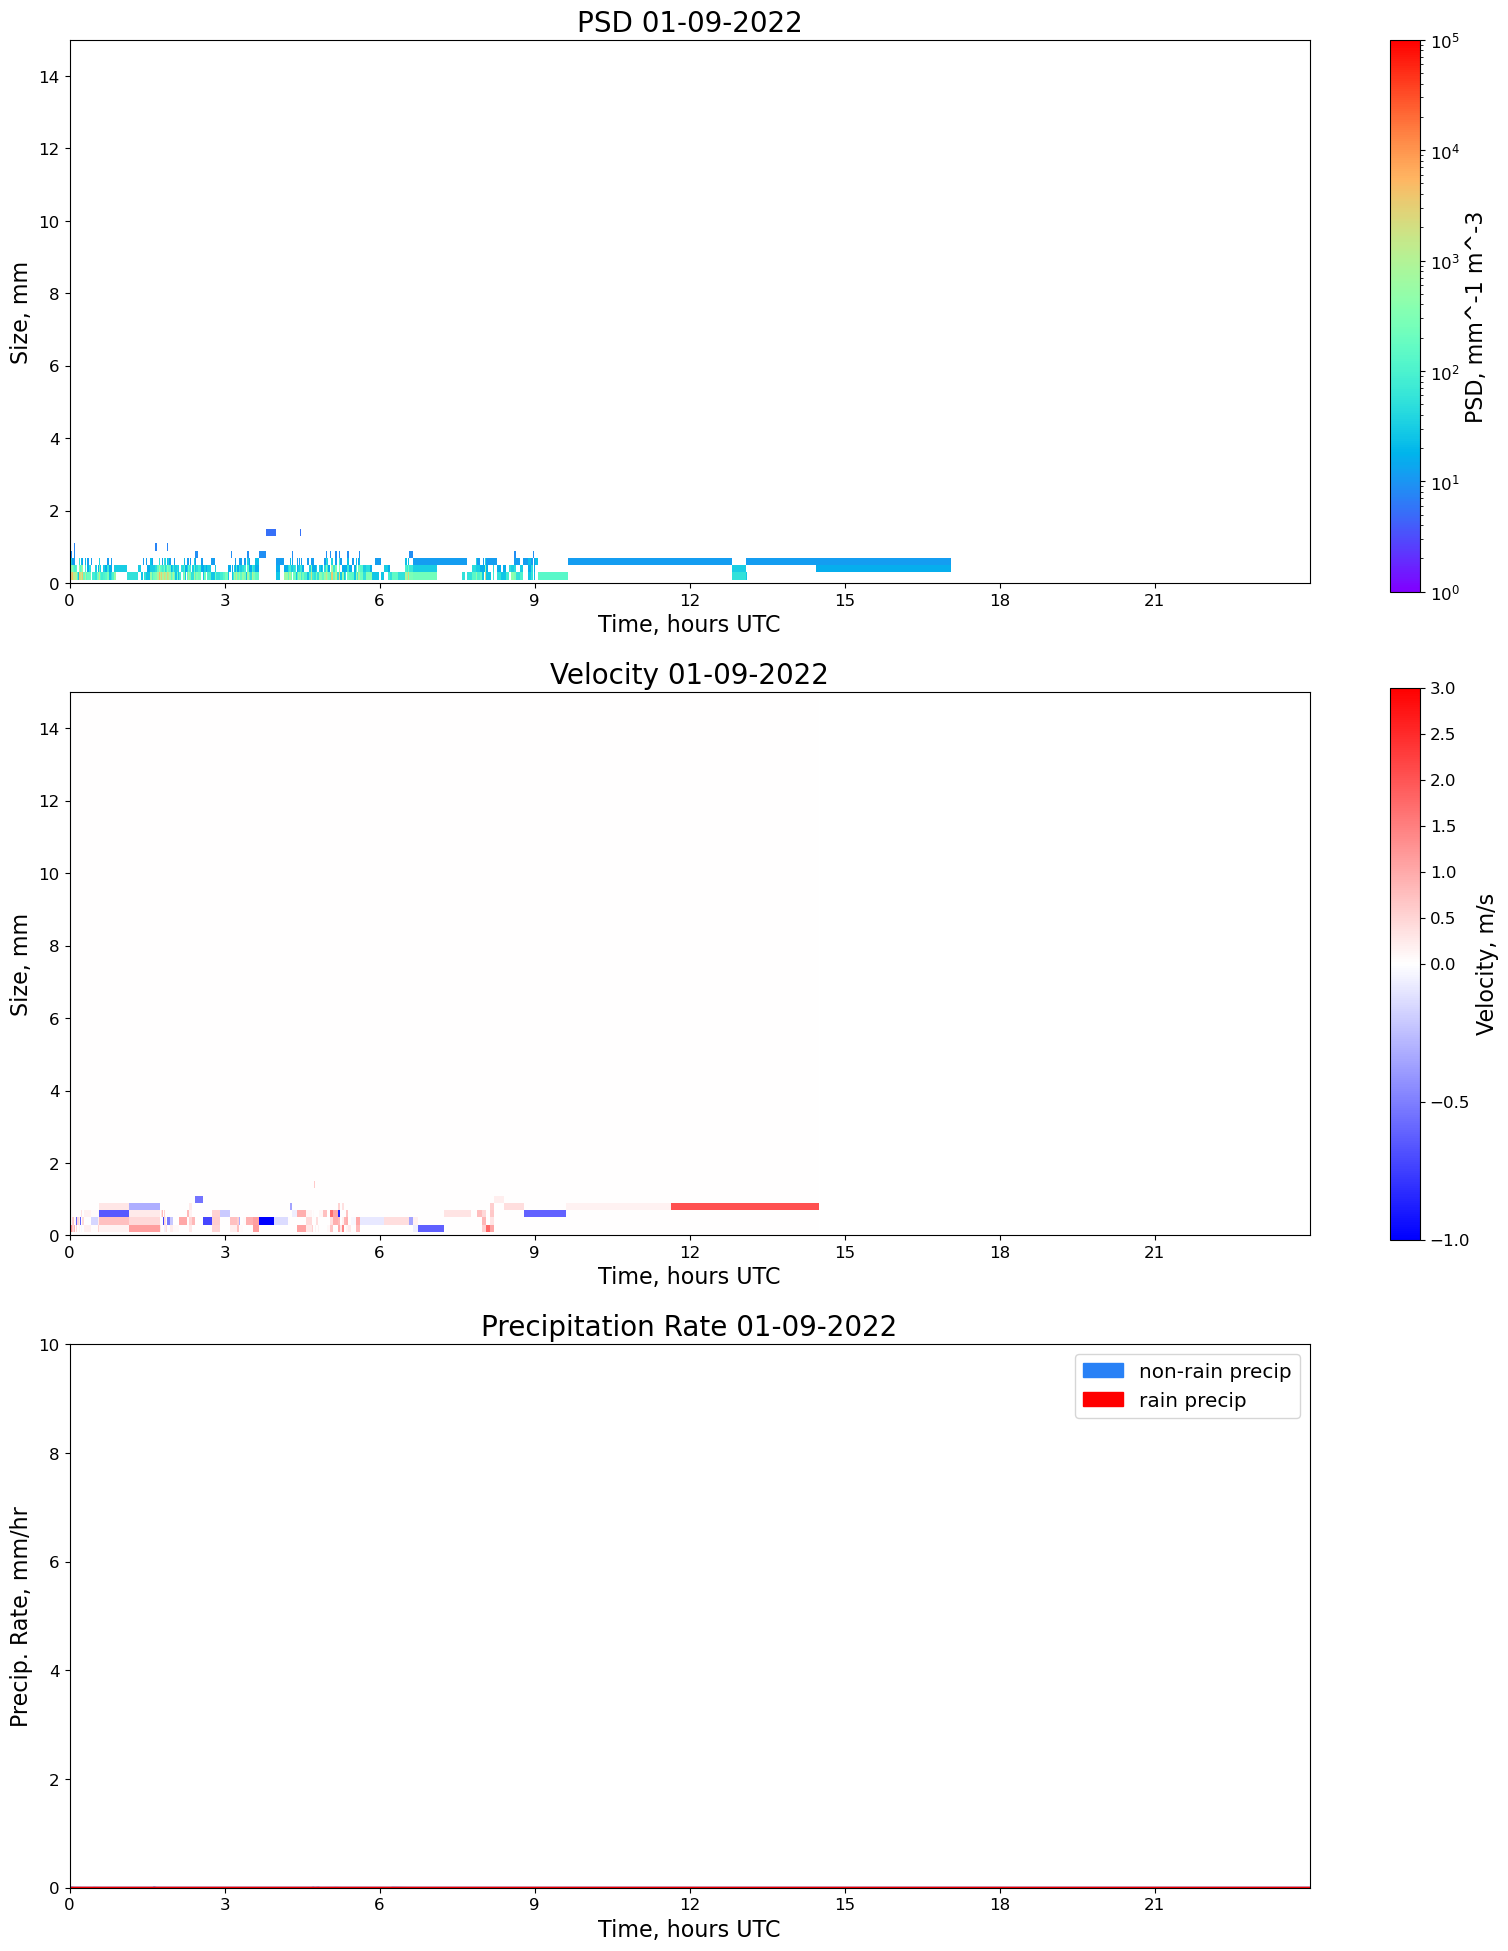 PSD 01-09-2022
14
12
10
8
6
4
2
0
Size, mm
0 3 6 9 12 15 18 21
Time, hours UTC
10^5
10^4
10^3
10^2
10^1
10^0
PSD, mm^-1 m^-3
Velocity 01-09-2022
14
12
10
8
6
4
2
0
Size, mm
0 3 6 9 12 15 18 21
Time, hours UTC
3.0
2.5
2.0
1.5
1.0
0.5
0.0
−0.5
−1.0
Velocity, m/s
Precipitation Rate 01-09-2022
10
8
6
4
2
0
Precip. Rate, mm/hr
non-rain precip
rain precip
0 3 6 9 12 15 18 21
Time, hours UTC